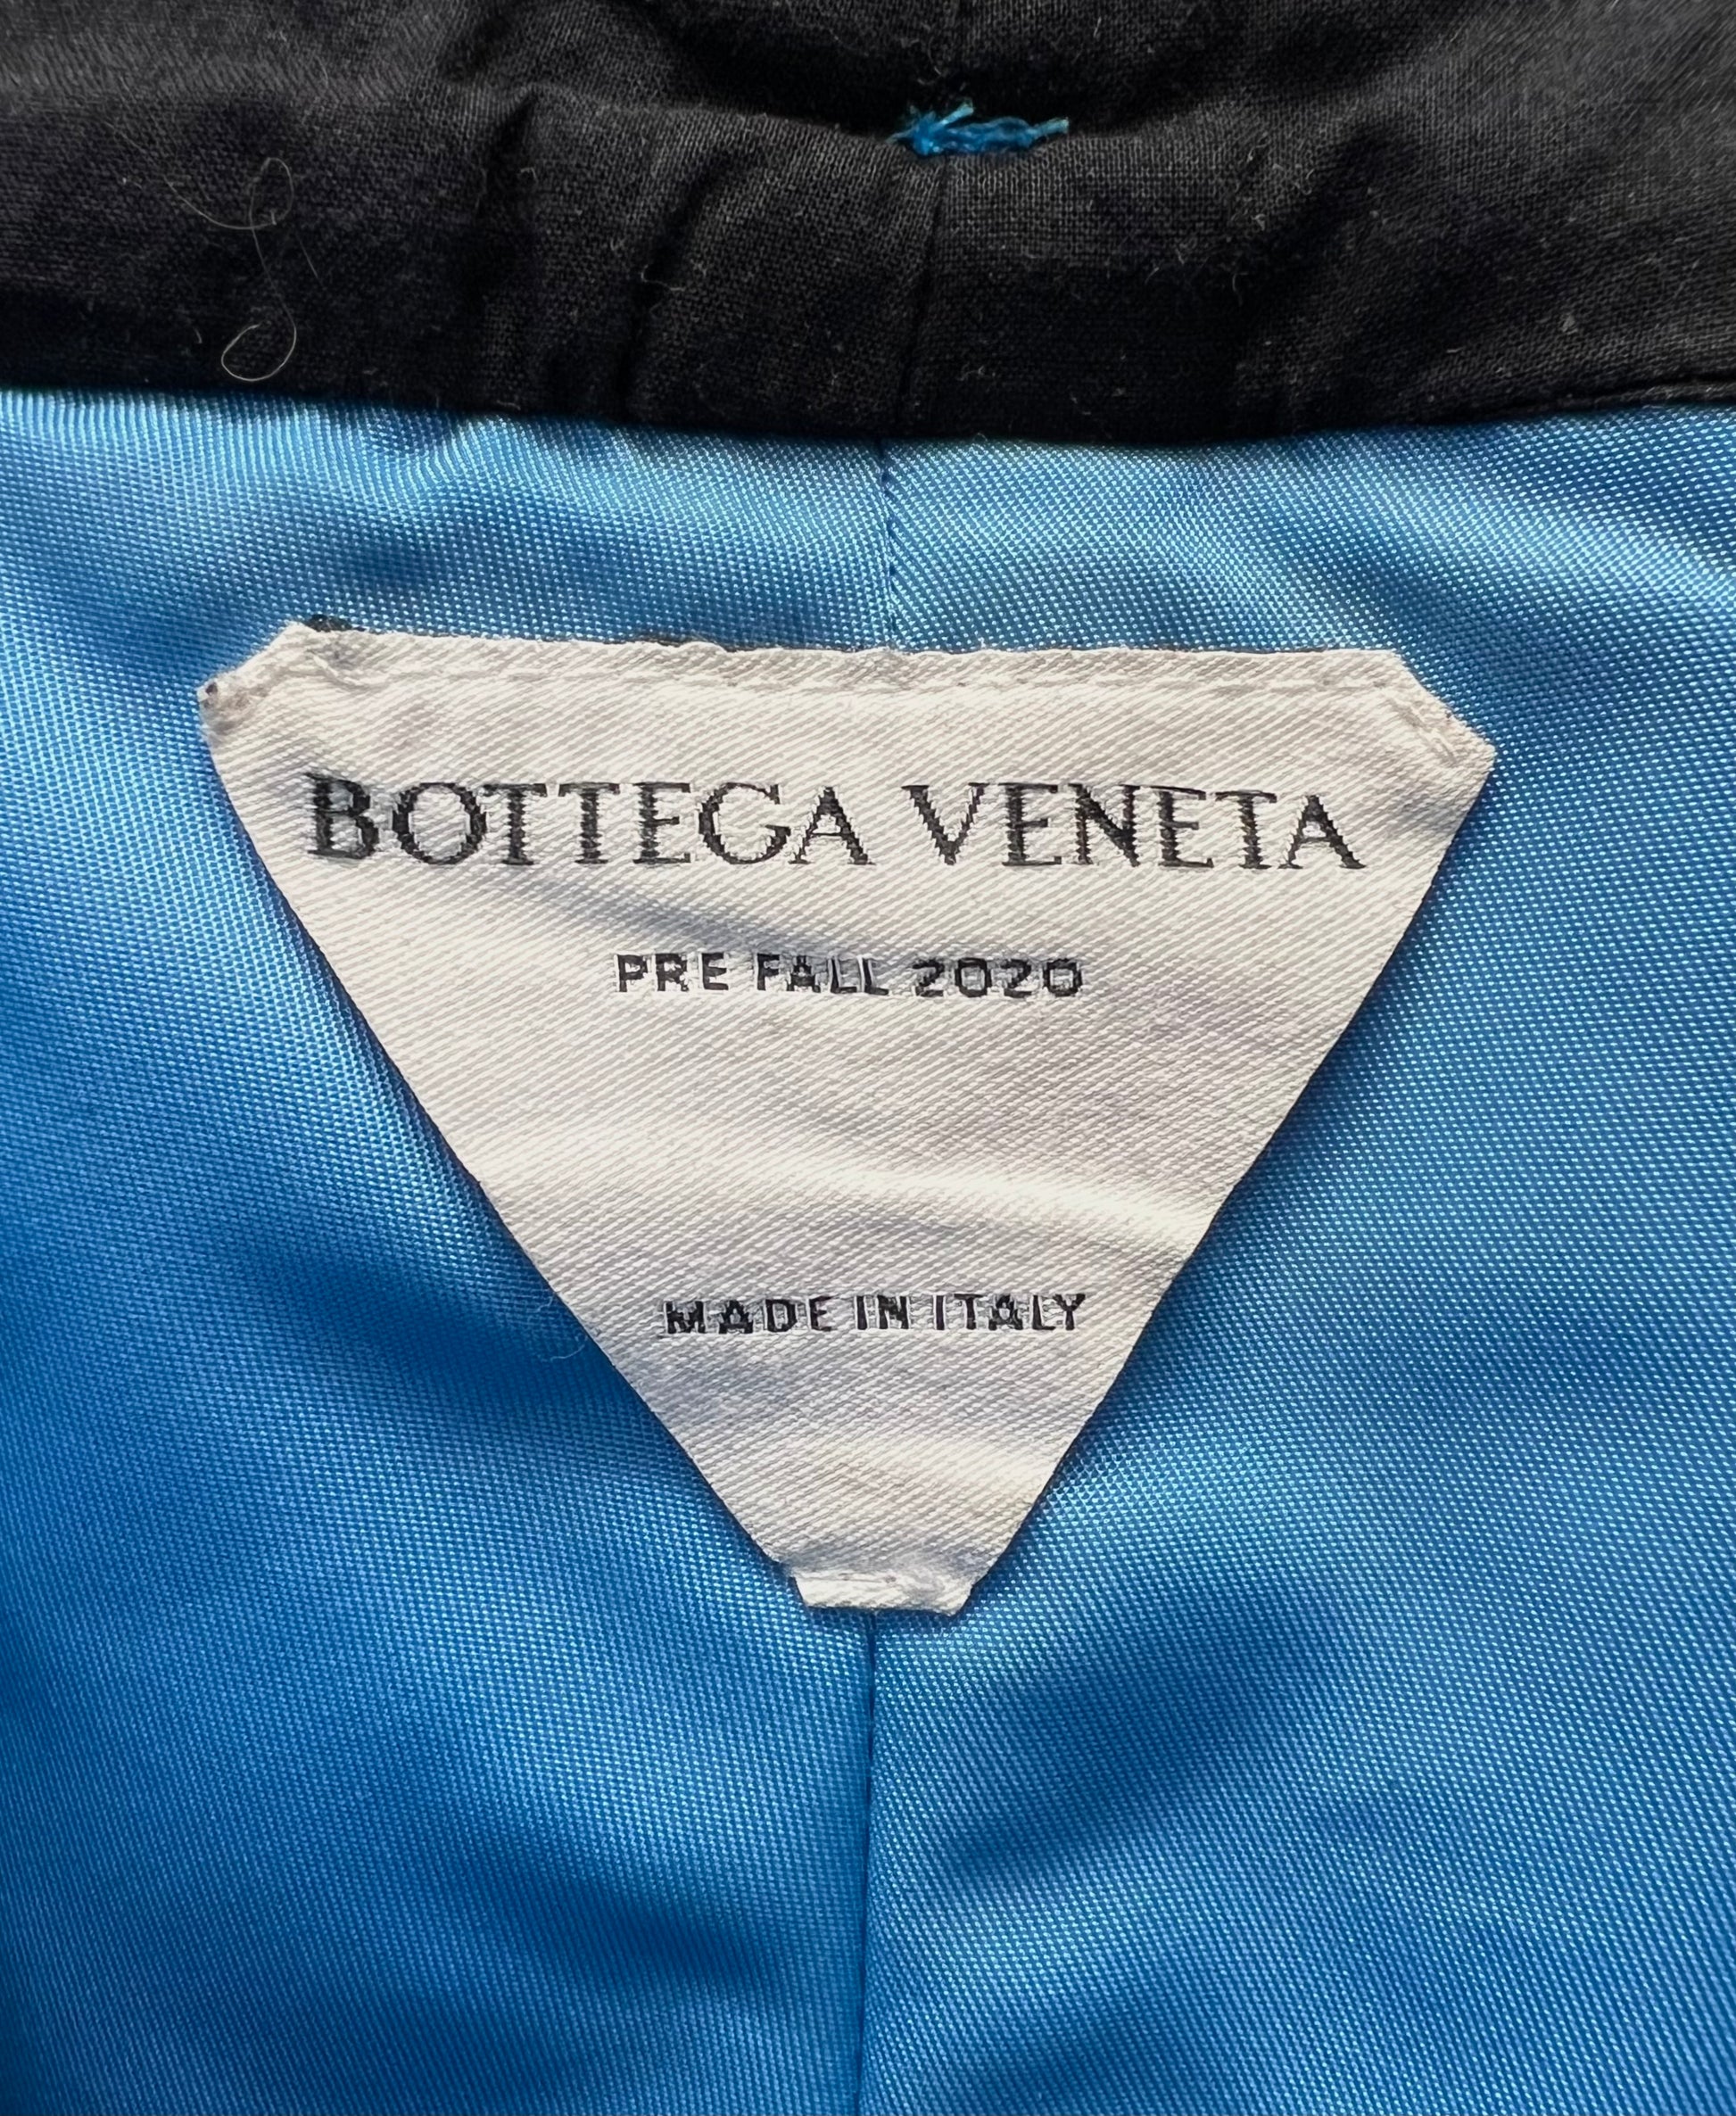 BOTTEGA VENETA
PRE FALL 2020
MADE IN ITALY